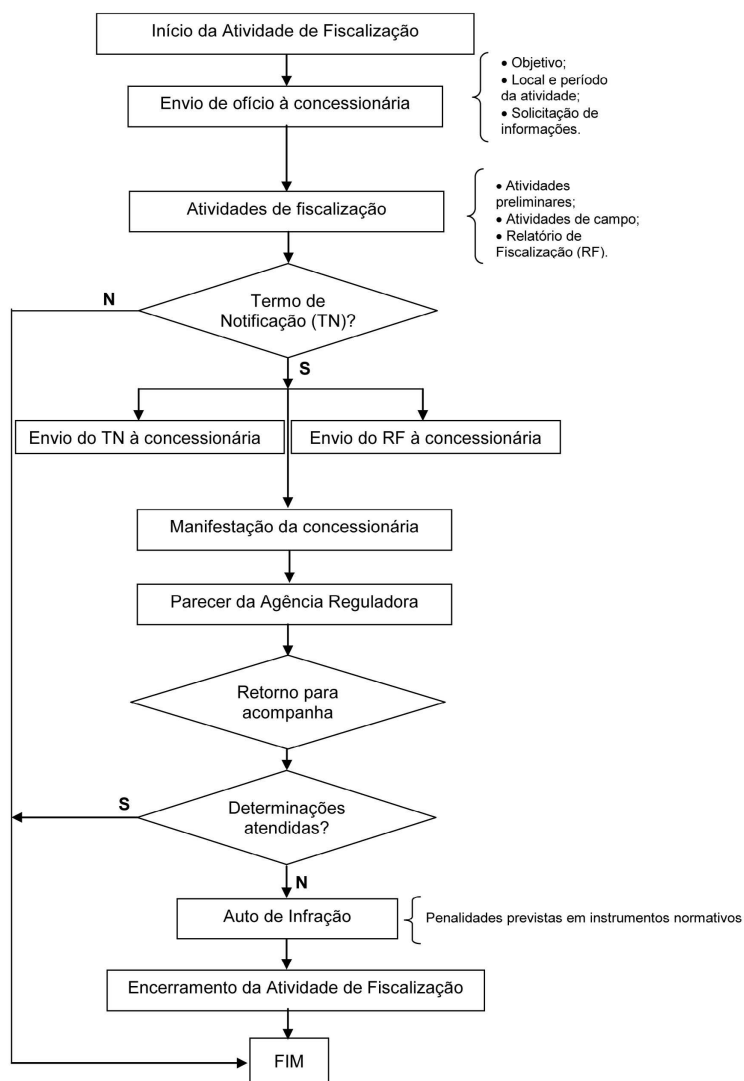 Início da Atividade de Fiscalização
Envio de ofício à concessionária
• Objetivo;
• Local e período
da atividade;
• Solicitação de
informações.
Atividades de fiscalização
• Atividades
preliminares;
• Atividades de campo;
• Relatório de
Fiscalização (RF).
N
Termo de
Notificação (TN)?
S
Envio do TN à concessionária
Envio do RF à concessionária
Manifestação da concessionária
Parecer da Agência Reguladora
Retorno para
acompanha
S
Determinações
atendidas?
N
Auto de Infração
Penalidades previstas em instrumentos normativos
Encerramento da Atividade de Fiscalização
FIM